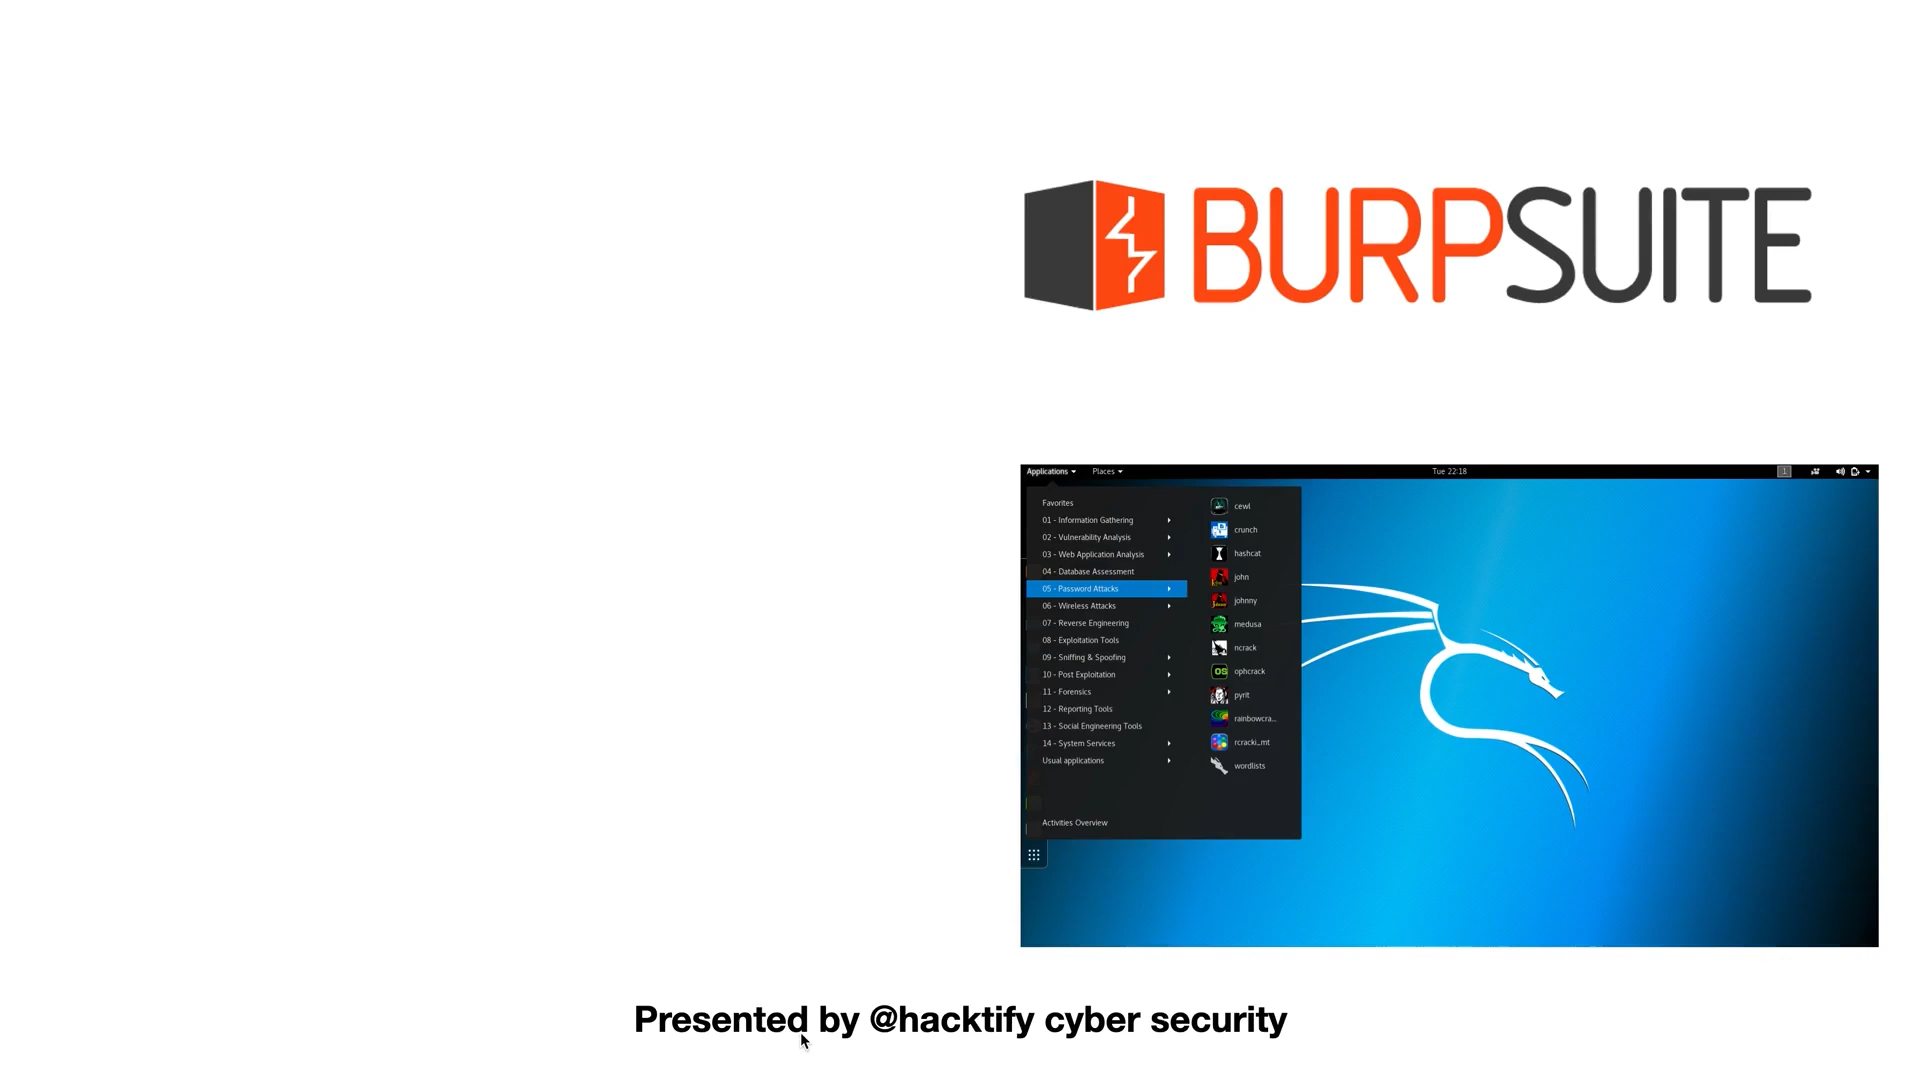 BURPSUITE
Applications Places Tue 22:18 1
Favorites
01 - Information Gathering
02 - Vulnerability Analysis
03 - Web Application Analysis
04 - Database Assessment
05 - Password Attacks
06 - Wireless Attacks
07 - Reverse Engineering
08 - Exploitation Tools
09 - Sniffing & Spoofing
10 - Post Exploitation
11 - Forensics
12 - Reporting Tools
13 - Social Engineering Tools
14 - System Services
Usual applications
Activities Overview
cewl
crunch
hashcat
john
johnny
medusa
ncrack
OS ophcrack
pyrit
rainbowcra...
rcracki_mt
wordlists
Presented by @hacktify cyber security